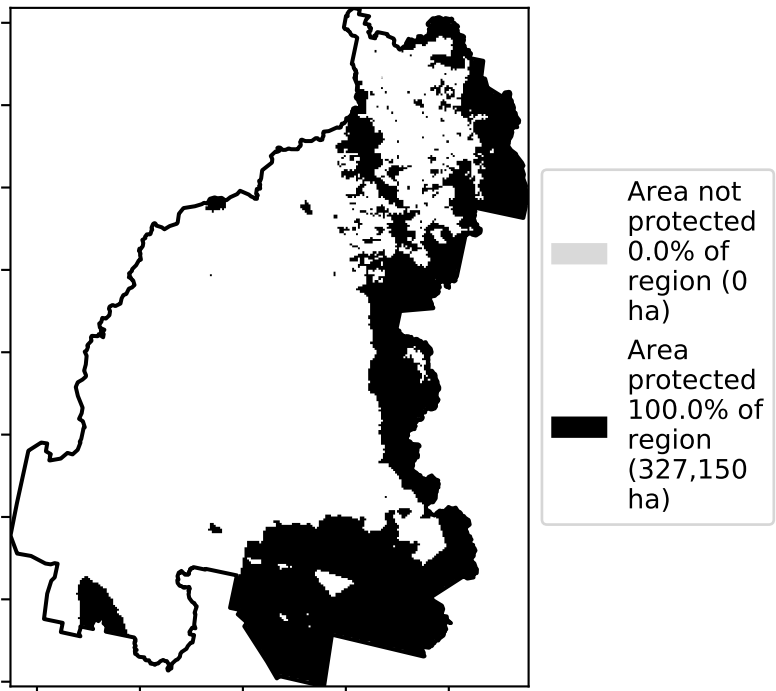 Area not
protected
0.0% of
region (0
ha)
Area
protected
100.0% of
region
(327,150
ha)